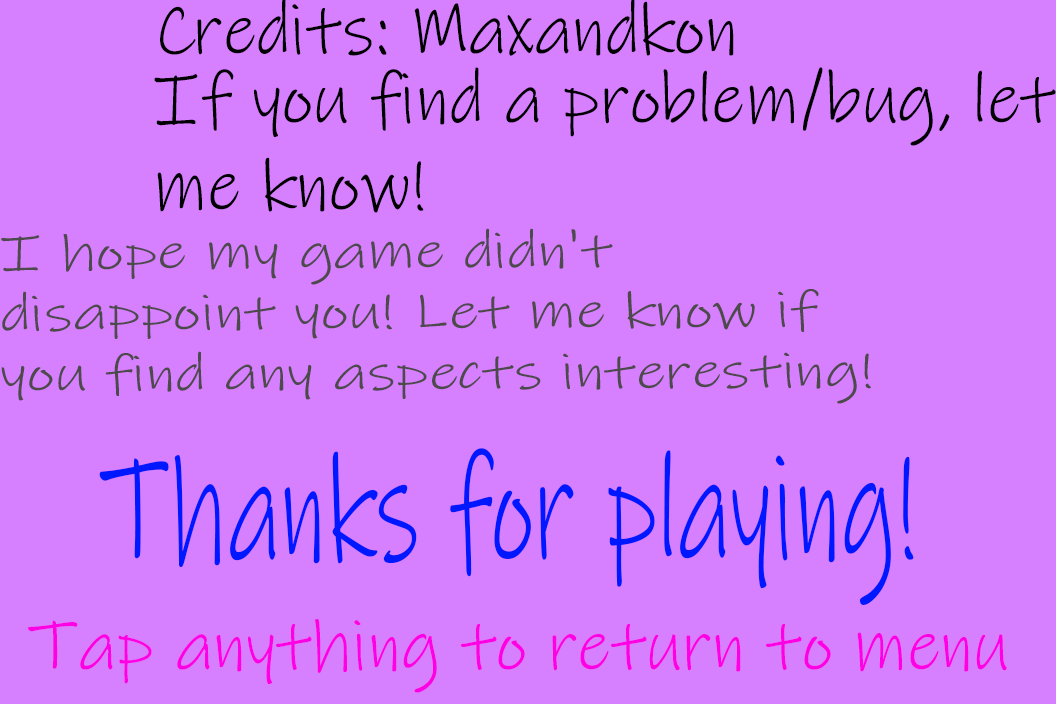 Credits: Maxandkon
If you find a problem/bug, let
me know!
I hope my game didn't
disappoint you! Let me know if
you find any aspects interesting!
Thanks for playing!
Tap anything to return to menu